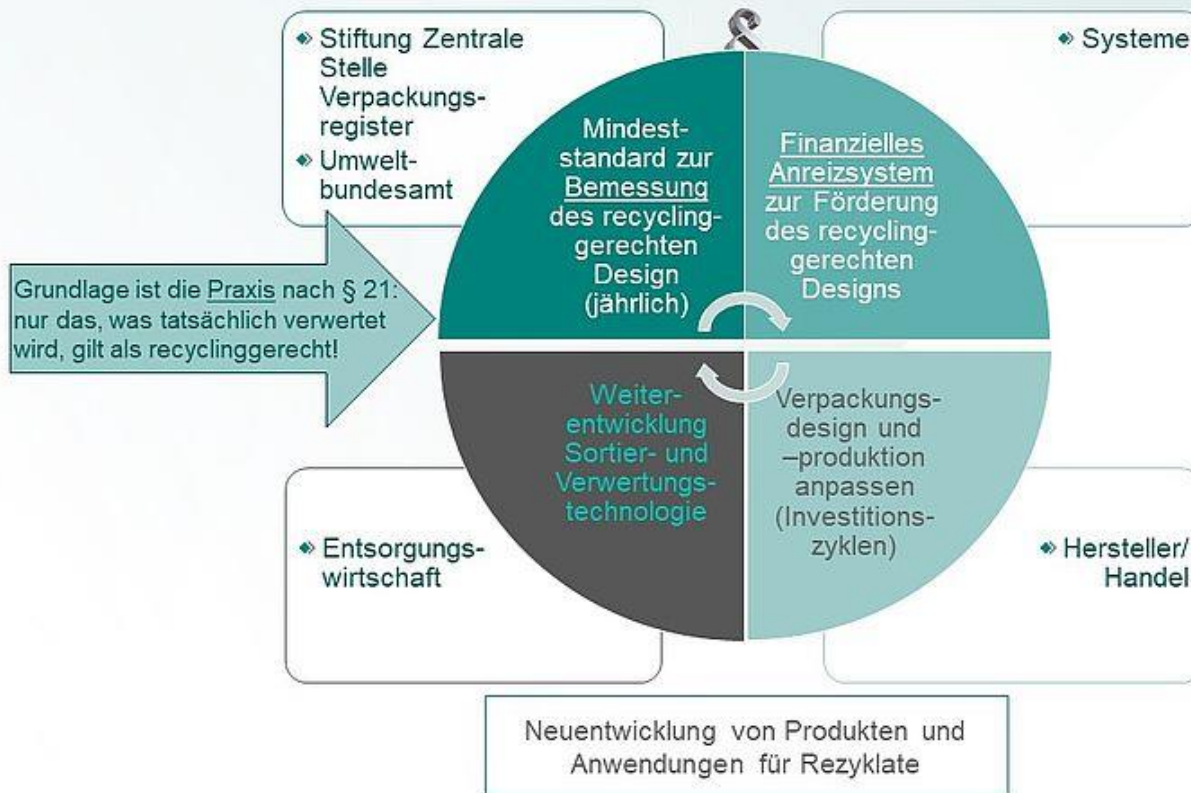 Stiftung Zentrale
Stelle
Verpackungs-
register
Umwelt-
bundesamt
Systeme
Mindest-
standard zur
Bemessung
des recycling-
gerechten
Design
(jährlich)
Finanzielles
Anreizsystem
zur Förderung
des recycling-
gerechten
Designs
Grundlage ist die Praxis nach § 21:
nur das, was tatsächlich verwertet
wird, gilt als recyclinggerecht!
Weiter-
entwicklung
Sortier- und
Verwertungs-
technologie
Verpackungs-
design und
–produktion
anpassen
(Investitions-
zyklen)
Entsorgungs-
wirtschaft
Hersteller/
Handel
Neuentwicklung von Produkten und
Anwendungen für Rezyklate